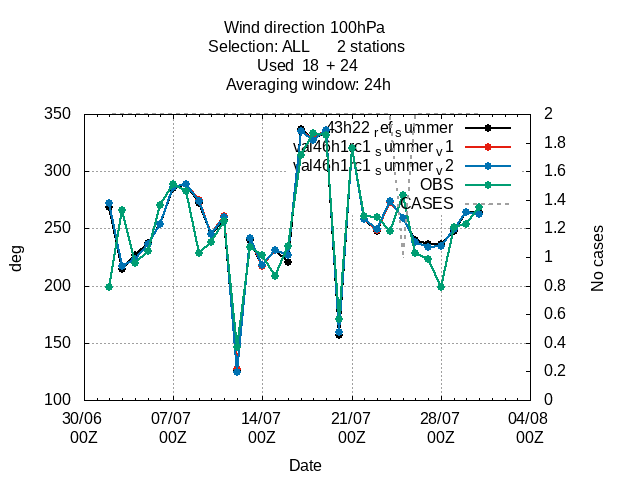 Wind direction 100hPa
Selection: ALL 2 stations
Used 18 + 24
Averaging window: 24h
43h22_ref_summer
val46h1rc1_summer_v1
val46h1rc1_summer_v2
OBS
CASES
350
300
250
200
150
100
deg
2
1.8
1.6
1.4
1.2
1
0.8
0.6
0.4
0.2
0
No cases
30/06 07/07 14/07 21/07 28/07 04/08
00Z 00Z 00Z 00Z 00Z 00Z
Date